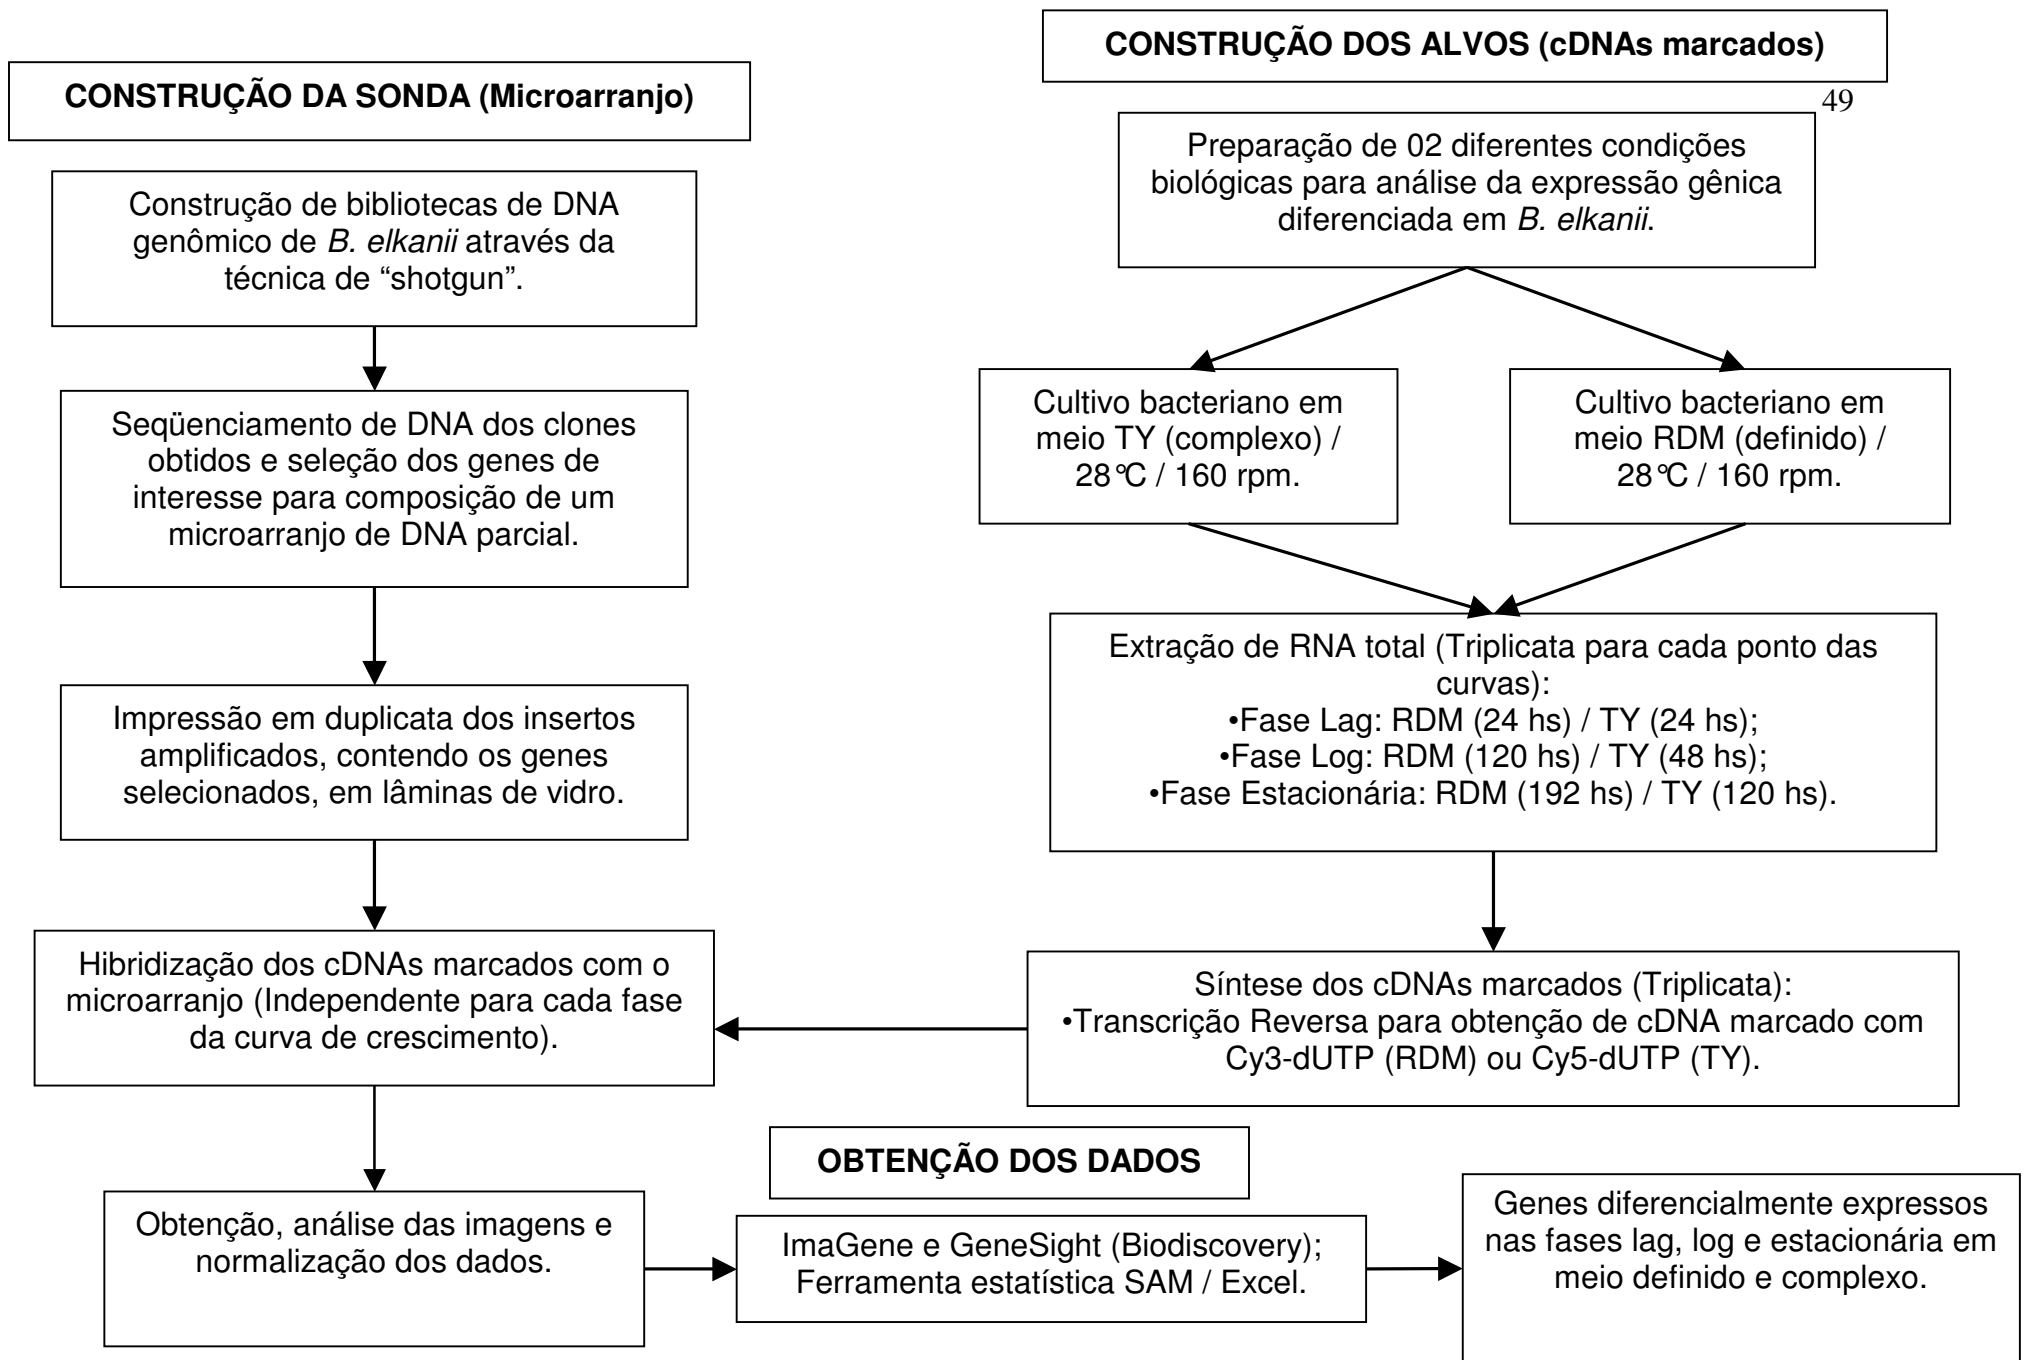 CONSTRUÇÃO DA SONDA (Microarranjo)
Construção de bibliotecas de DNA
genômico de B. elkanii através da
técnica de “shotgun”.
Seqüenciamento de DNA dos clones
obtidos e seleção dos genes de
interesse para composição de um
microarranjo de DNA parcial.
Impressão em duplicata dos insertos
amplificados, contendo os genes
selecionados, em lâminas de vidro.
CONSTRUÇÃO DOS ALVOS (cDNAs marcados)
49
Preparação de 02 diferentes condições
biológicas para análise da expressão gênica
diferenciada em B. elkanii.
Cultivo bacteriano em
meio TY (complexo) /
28°C / 160 rpm.
Cultivo bacteriano em
meio RDM (definido) /
28°C / 160 rpm.
Extração de RNA total (Triplicata para cada ponto das
curvas):
•Fase Lag: RDM (24 hs) / TY (24 hs);
•Fase Log: RDM (120 hs) / TY (48 hs);
•Fase Estacionária: RDM (192 hs) / TY (120 hs).
Síntese dos cDNAs marcados (Triplicata):
•Transcrição Reversa para obtenção de cDNA marcado com
Cy3-dUTP (RDM) ou Cy5-dUTP (TY).
Hibridização dos cDNAs marcados com o
microarranjo (Independente para cada fase
da curva de crescimento).
OBTENÇÃO DOS DADOS
Obtenção, análise das imagens e
normalização dos dados.
ImaGene e GeneSight (Biodiscovery);
Ferramenta estatística SAM / Excel.
Genes diferencialmente expressos
nas fases lag, log e estacionária em
meio definido e complexo.